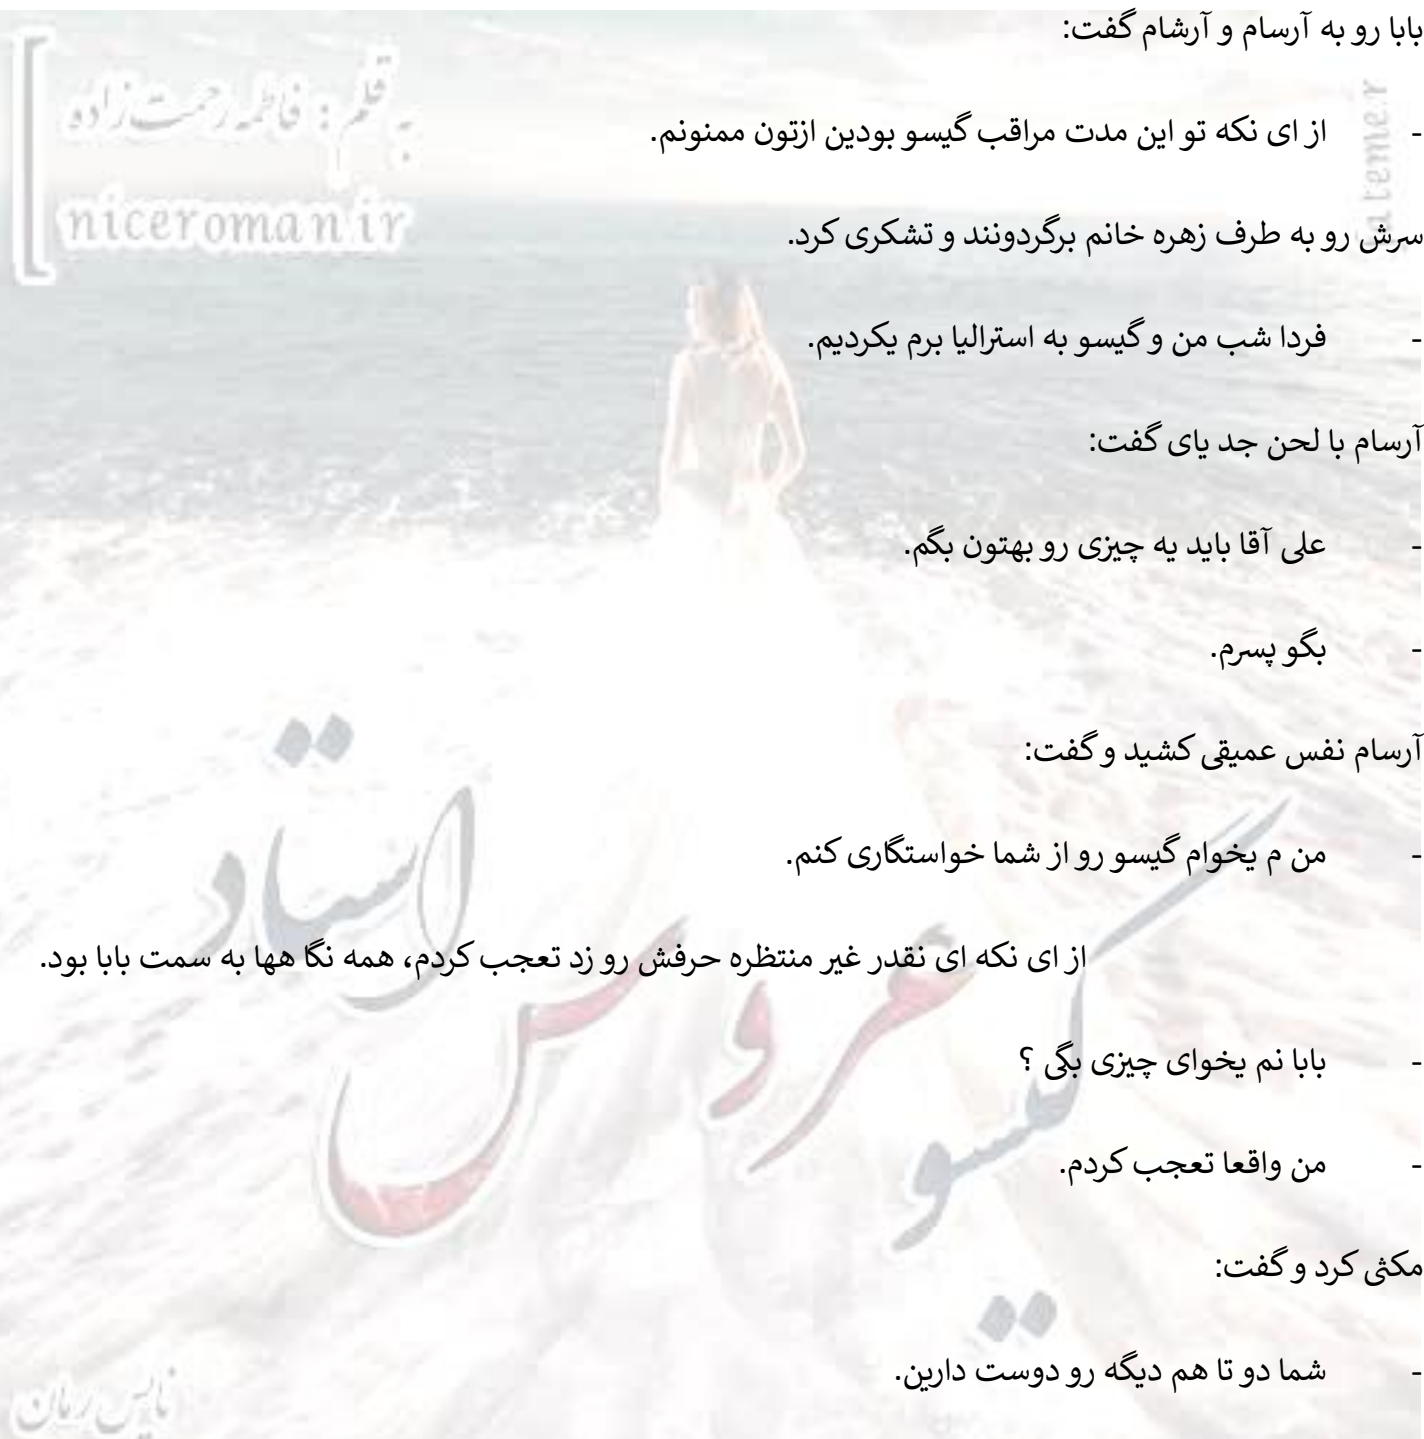 بابا رو به آرسام و آرشام گفت:
به قلم: فاطمه رحمت زاده
- از ای نکه تو این مدت مراقب گیسو بودین ازتون ممنونم.
niceroman.ir
سرش رو به طرف زهره خانم برگردونند و تشکری کرد.
- فردا شب من و گیسو به استرالیا برم یکردیم.
آرسام با لحن جد یای گفت:
- علی آقا باید یه چیزی رو بهتون بگم.
- بگو پسرم.
آرسام نفس عمیقی کشید و گفت:
- من م یخوام گیسو رو از شما خواستگاری کنم.
از ای نکه ای نقدر غیر منتظره حرفش رو زد تعجب کردم، همه نگا هها به سمت بابا بود.
- بابا نم یخوای چیزی بگی ؟
- من واقعا تعجب کردم.
مکثی کرد و گفت:
- شما دو تا هم دیگه رو دوست دارین.
گیسو
عروس
استاد
نایس رمان